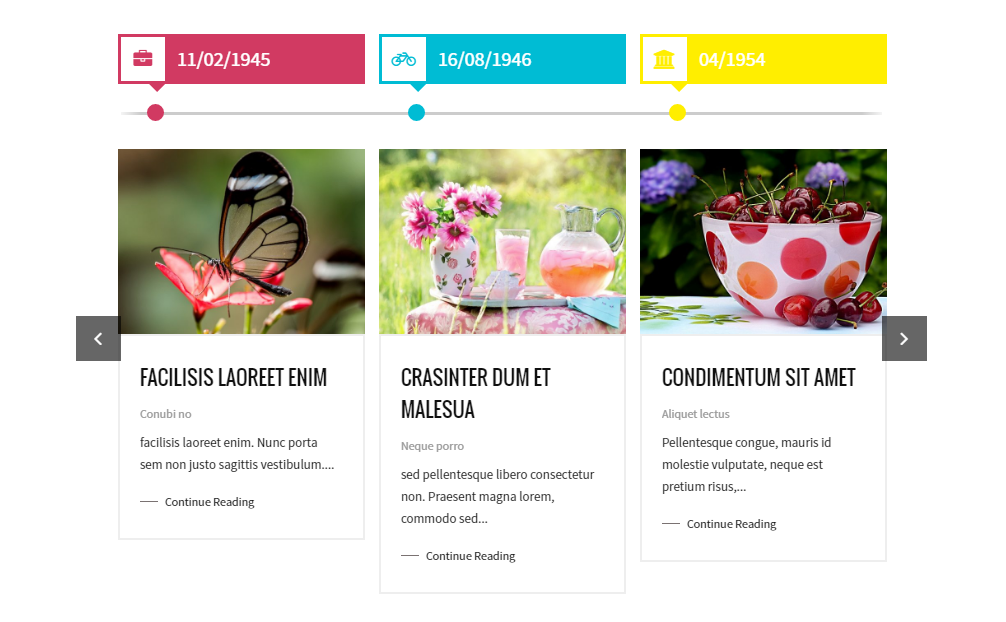 11/02/1945
16/08/1946
04/1954
FACILISIS LAOREET ENIM
Conubi no
facilisis laoreet enim. Nunc porta
sem non justo sagittis vestibulum....
Continue Reading
CRASINTER DUM ET
MALESUA
Neque porro
sed pellentesque libero consectetur
non. Praesent magna lorem,
commodo sed...
Continue Reading
CONDIMENTUM SIT AMET
Aliquet lectus
Pellentesque congue, mauris id
molestie vulputate, neque est
pretium risus,...
Continue Reading